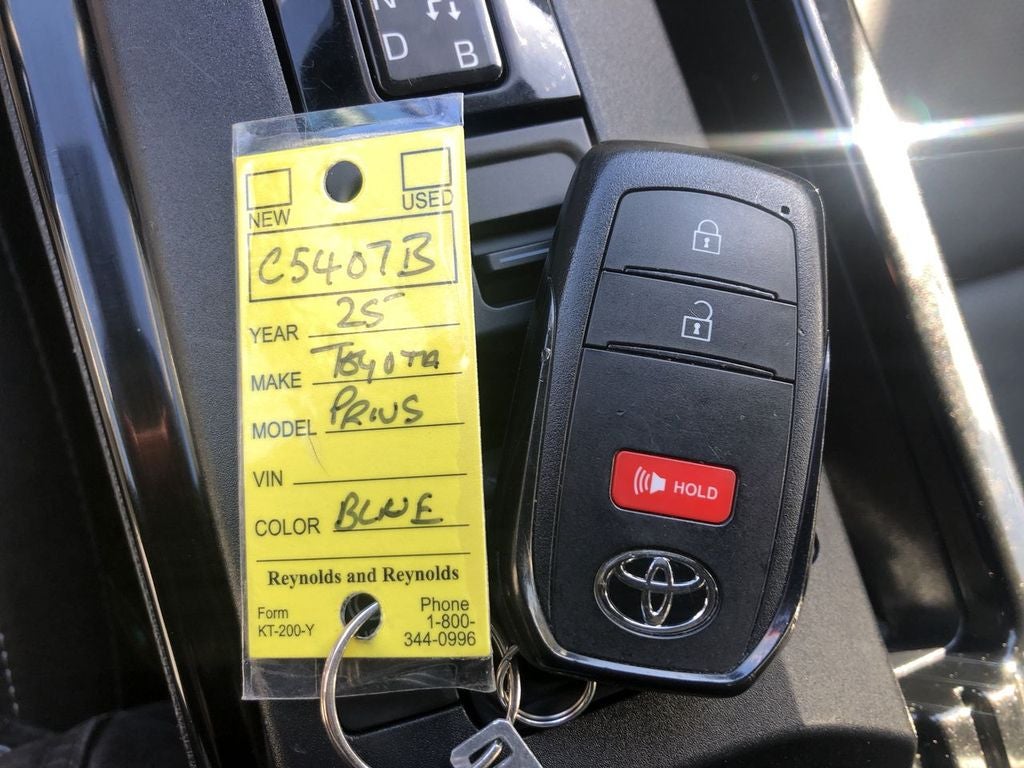 N
D B
NEW USED
C5407B
YEAR 25
MAKE TOYOTA
MODEL PRIUS
VIN
COLOR BLUE
Reynolds and Reynolds
Form
KT-200-Y
Phone
1-800-
344-0996
HOLD